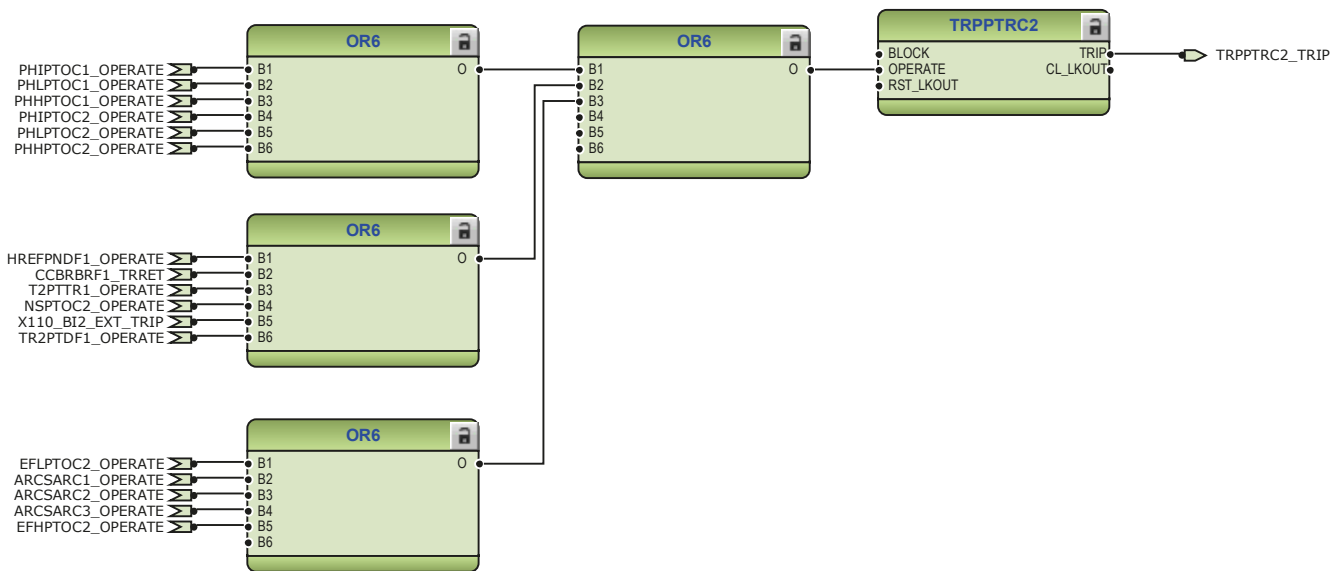 TRPPTRC2
BLOCK TRIP
OPERATE CL_LKOUT
RST_LKOUT
TRPPTRC2_TRIP
OR6
PHIPTOC1_OPERATE B1 O
PHLPTOC1_OPERATE B2
PHHPTOC1_OPERATE B3
PHIPTOC2_OPERATE B4
PHLPTOC2_OPERATE B5
PHHPTOC2_OPERATE B6
OR6
B1 O
B2
B3
B4
B5
B6
OR6
HREFPNDF1_OPERATE B1 O
CCBRBRF1_TRRET B2
T2PTTR1_OPERATE B3
NSPTOC2_OPERATE B4
X110_BI2_EXT_TRIP B5
TR2PTDF1_OPERATE B6
OR6
EFLPTOC2_OPERATE B1 O
ARCSARC1_OPERATE B2
ARCSARC2_OPERATE B3
ARCSARC3_OPERATE B4
EFHPTOC2_OPERATE B5
B6